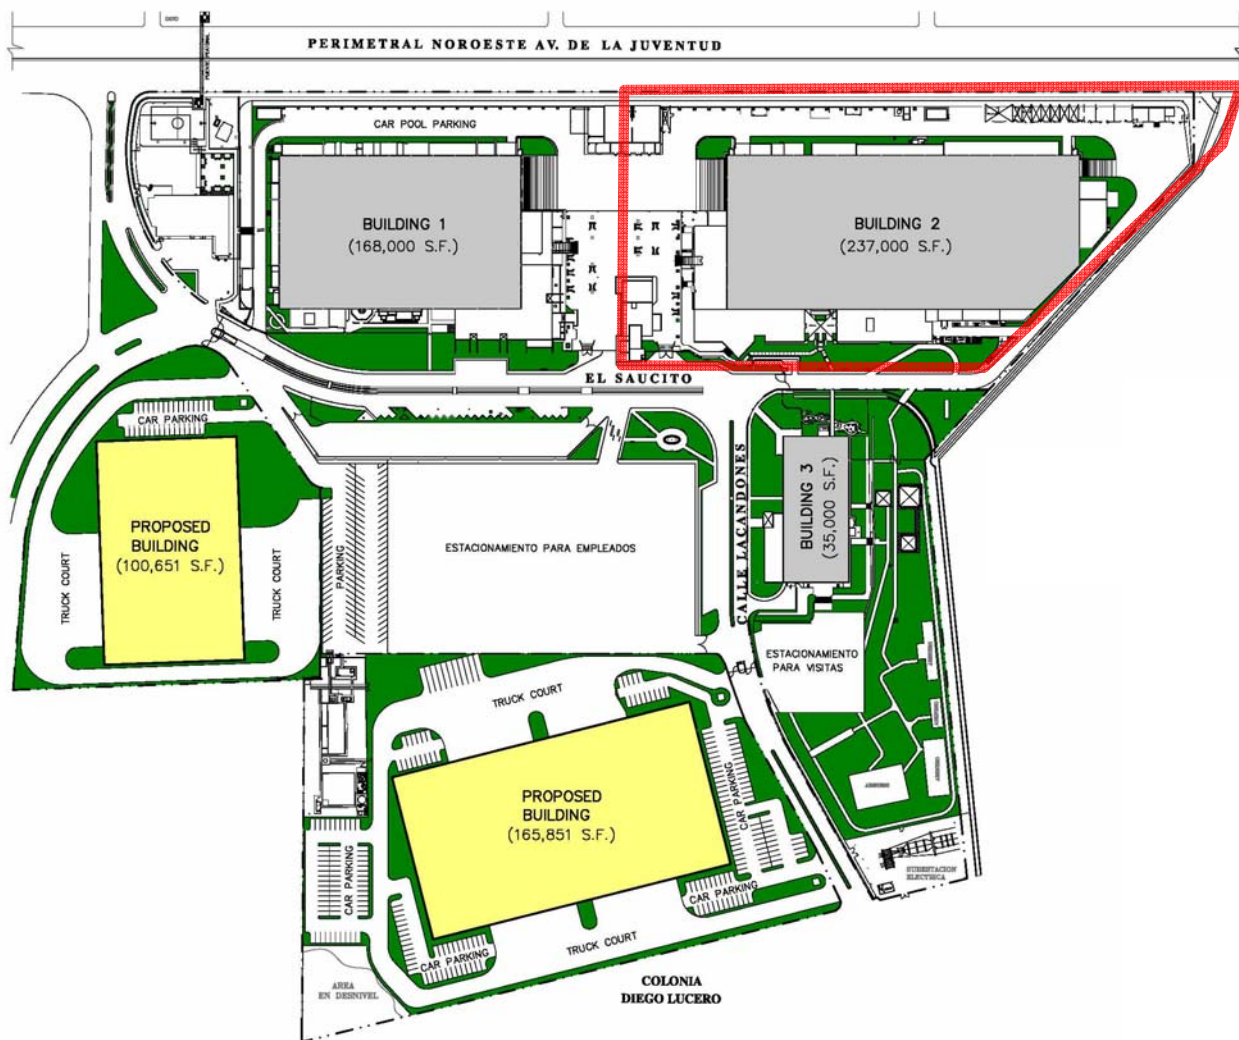 PERIMETRAL NOROESTE AV. DE LA JUVENTUD
CAR POOL PARKING
BUILDING 1
(168,000 S.F.)
BUILDING 2
(237,000 S.F.)
EL SAUCITO
CAR PARKING
CALLE LACANDONES
BUILDING 3
(35,000 S.F.)
PROPOSED
BUILDING
(100,651 S.F.)
TRUCK COURT
TRUCK COURT
PARKING
ESTACIONAMIENTO PARA EMPLEADOS
ESTACIONAMIENTO
PARA VISITAS
TRUCK COURT
CAR PARKING
PROPOSED
BUILDING
(165,851 S.F.)
CAR PARKING
CAR PARKING
CAR PARKING
TRUCK COURT
SUBESTACION
ELECTRICA
AREA
EN DESNIVEL
COLONIA
DIEGO LUCERO